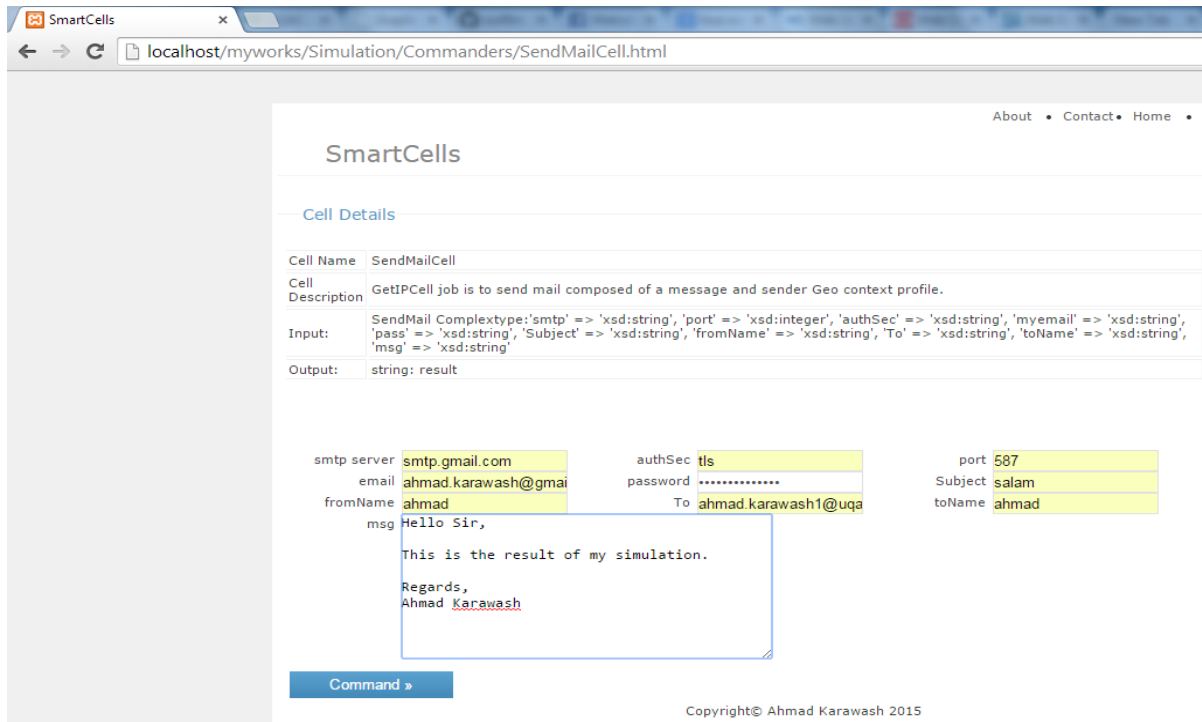 SmartCells
localhost/myworks/Simulation/Commanders/SendMailCell.html
About • Contact • Home •
SmartCells
Cell Details
Cell Name SendMailCell
Cell Description GetIPCell job is to send mail composed of a message and sender Geo context profile.
Input: SendMail Complextype:'smtp' => 'xsd:string', 'port' => 'xsd:integer', 'authSec' => 'xsd:string', 'myemail' => 'xsd:string',
'pass' => 'xsd:string', 'Subject' => 'xsd:string', 'fromName' => 'xsd:string', 'To' => 'xsd:string', 'toName' => 'xsd:string',
'msg' => 'xsd:string'
Output: string: result
smtp server smtp.gmail.com authSec tls port 587
email ahmad.karawash@gmai password •••••••••••••• Subject salam
fromName ahmad To ahmad.karawash1@uqa toName ahmad
msg Hello Sir,
This is the result of my simulation.
Regards,
Ahmad Karawash
Command »
Copyright© Ahmad Karawash 2015